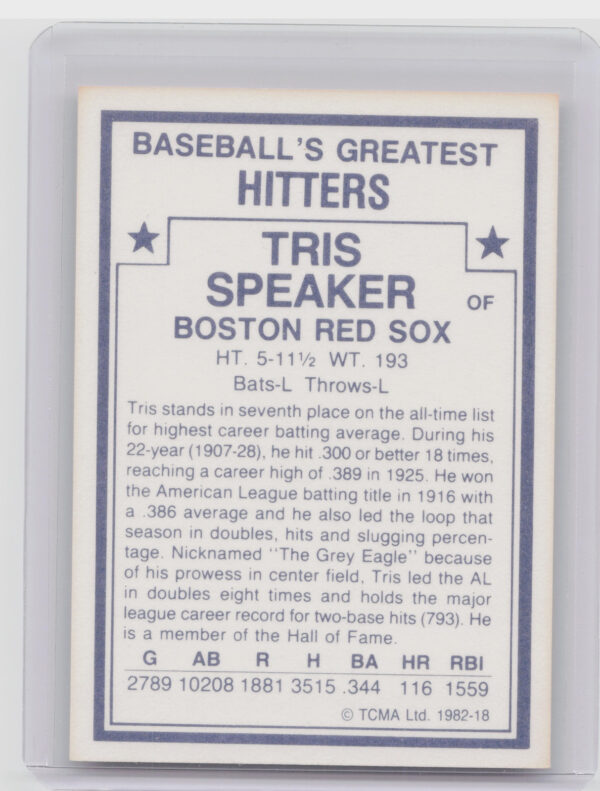 BASEBALL'S GREATEST
HITTERS
TRIS
SPEAKER OF
BOSTON RED SOX
HT. 5-11½ WT. 193
Bats-L Throws-L
Tris stands in seventh place on the all-time list
for highest career batting average. During his
22-year (1907-28), he hit .300 or better 18 times,
reaching a career high of .389 in 1925. He won
the American League batting title in 1916 with
a .386 average and he also led the loop that
season in doubles, hits and slugging percen-
tage. Nicknamed "The Grey Eagle" because
of his prowess in center field, Tris led the AL
in doubles eight times and holds the major
league career record for two-base hits (793). He
is a member of the Hall of Fame.
G AB R H BA HR RBI
2789 10208 1881 3515 .344 116 1559
© TCMA Ltd. 1982-18